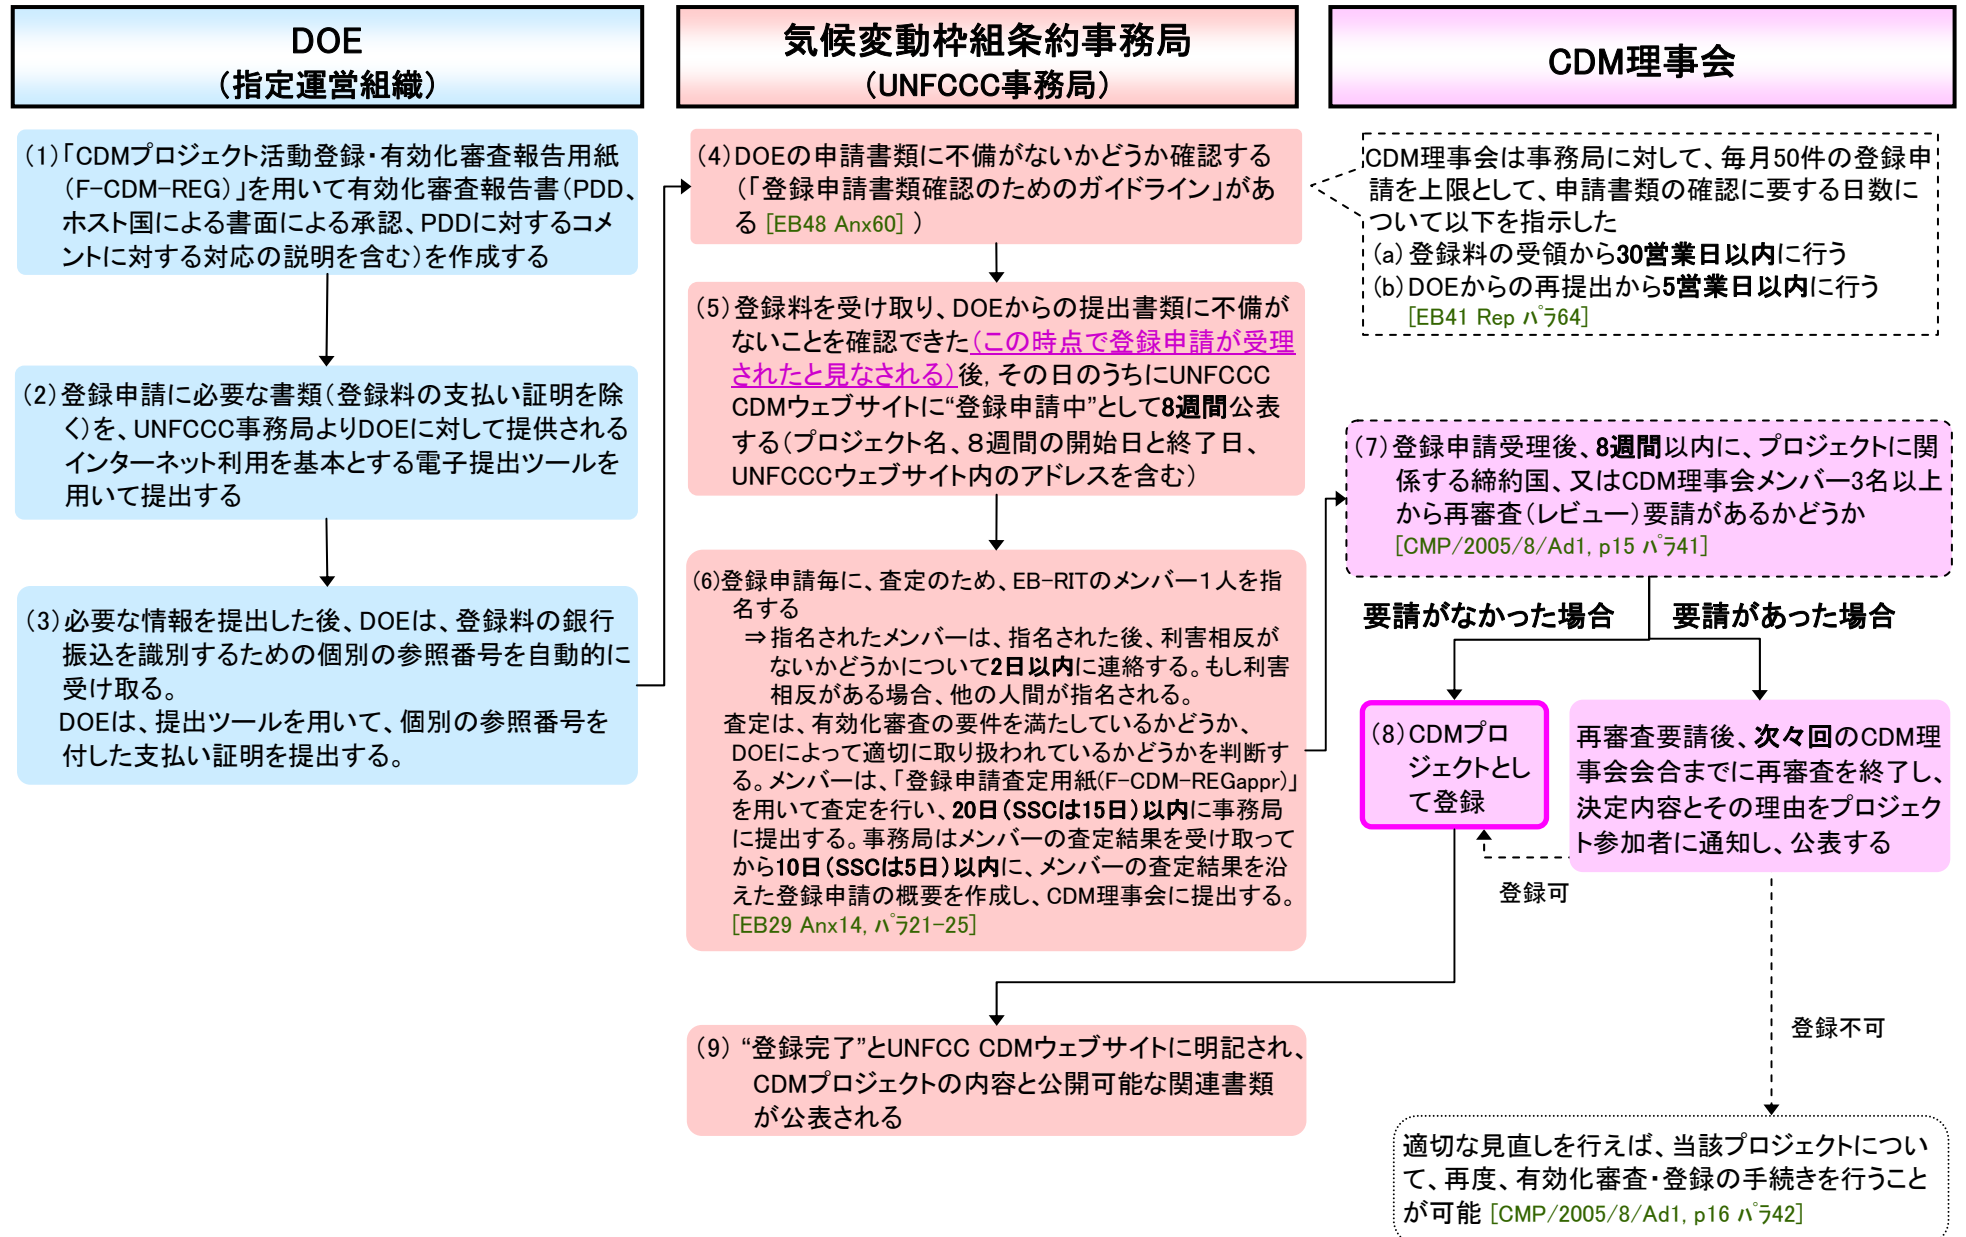 DOE
(指定運営組織)
(1)「CDMプロジェクト活動登録・有効化審査報告用紙
(F-CDM-REG)」を用いて有効化審査報告書(PDD、
ホスト国による書面による承認、PDDに対するコメ
ントに対する対応の説明を含む)を作成する
(2)登録申請に必要な書類(登録料の支払い証明を除
く)を、UNFCCC事務局よりDOEに対して提供される
インターネット利用を基本とする電子提出ツールを
用いて提出する
(3)必要な情報を提出した後、DOEは、登録料の銀行
振込を識別するための個別の参照番号を自動的に
受け取る。
DOEは、提出ツールを用いて、個別の参照番号を
付した支払い証明を提出する。
気候変動枠組条約事務局
(UNFCCC事務局)
(4)DOEの申請書類に不備がないかどうか確認する
(「登録申請書類確認のためのガイドライン」があ
る [EB48 Anx60] )
(5)登録料を受け取り、DOEからの提出書類に不備が
ないことを確認できた(この時点で登録申請が受理
されたと見なされる)後, その日のうちにUNFCCC
CDMウェブサイトに“登録申請中”として8週間公表
する(プロジェクト名、8週間の開始日と終了日、
UNFCCCウェブサイト内のアドレスを含む)
(6)登録申請毎に、査定のため、EB-RITのメンバー1人を指
名する
⇒指名されたメンバーは、指名された後、利害相反が
ないかどうかについて2日以内に連絡する。もし利害
相反がある場合、他の人間が指名される。
査定は、有効化審査の要件を満たしているかどうか、
DOEによって適切に取り扱われているかどうかを判断す
る。メンバーは、「登録申請査定用紙(F-CDM-REGappr)」
を用いて査定を行い、20日(SSCは15日)以内に事務局
に提出する。事務局はメンバーの査定結果を受け取って
から10日(SSCは5日)以内に、メンバーの査定結果を沿
えた登録申請の概要を作成し、CDM理事会に提出する。
[EB29 Anx14, パラ21-25]
(9) “登録完了”とUNFCC CDMウェブサイトに明記され、
CDMプロジェクトの内容と公開可能な関連書類
が公表される
CDM理事会
CDM理事会は事務局に対して、毎月50件の登録申
請を上限として、申請書類の確認に要する日数に
ついて以下を指示した
(a)登録料の受領から30営業日以内に行う
(b)DOEからの再提出から5営業日以内に行う
[EB41 Rep パラ64]
(7)登録申請受理後、8週間以内に、プロジェクトに関
係する締約国、又はCDM理事会メンバー3名以上
から再審査(レビュー)要請があるかどうか
[CMP/2005/8/Ad1, p15 パラ41]
要請がなかった場合
要請があった場合
(8)CDMプロ
ジェクトとし
て登録
再審査要請後、次々回のCDM理
事会会合までに再審査を終了し、
決定内容とその理由をプロジェク
ト参加者に通知し、公表する
登録可
登録不可
適切な見直しを行えば、当該プロジェクトについ
て、再度、有効化審査・登録の手続きを行うこと
が可能 [CMP/2005/8/Ad1, p16 パラ42]